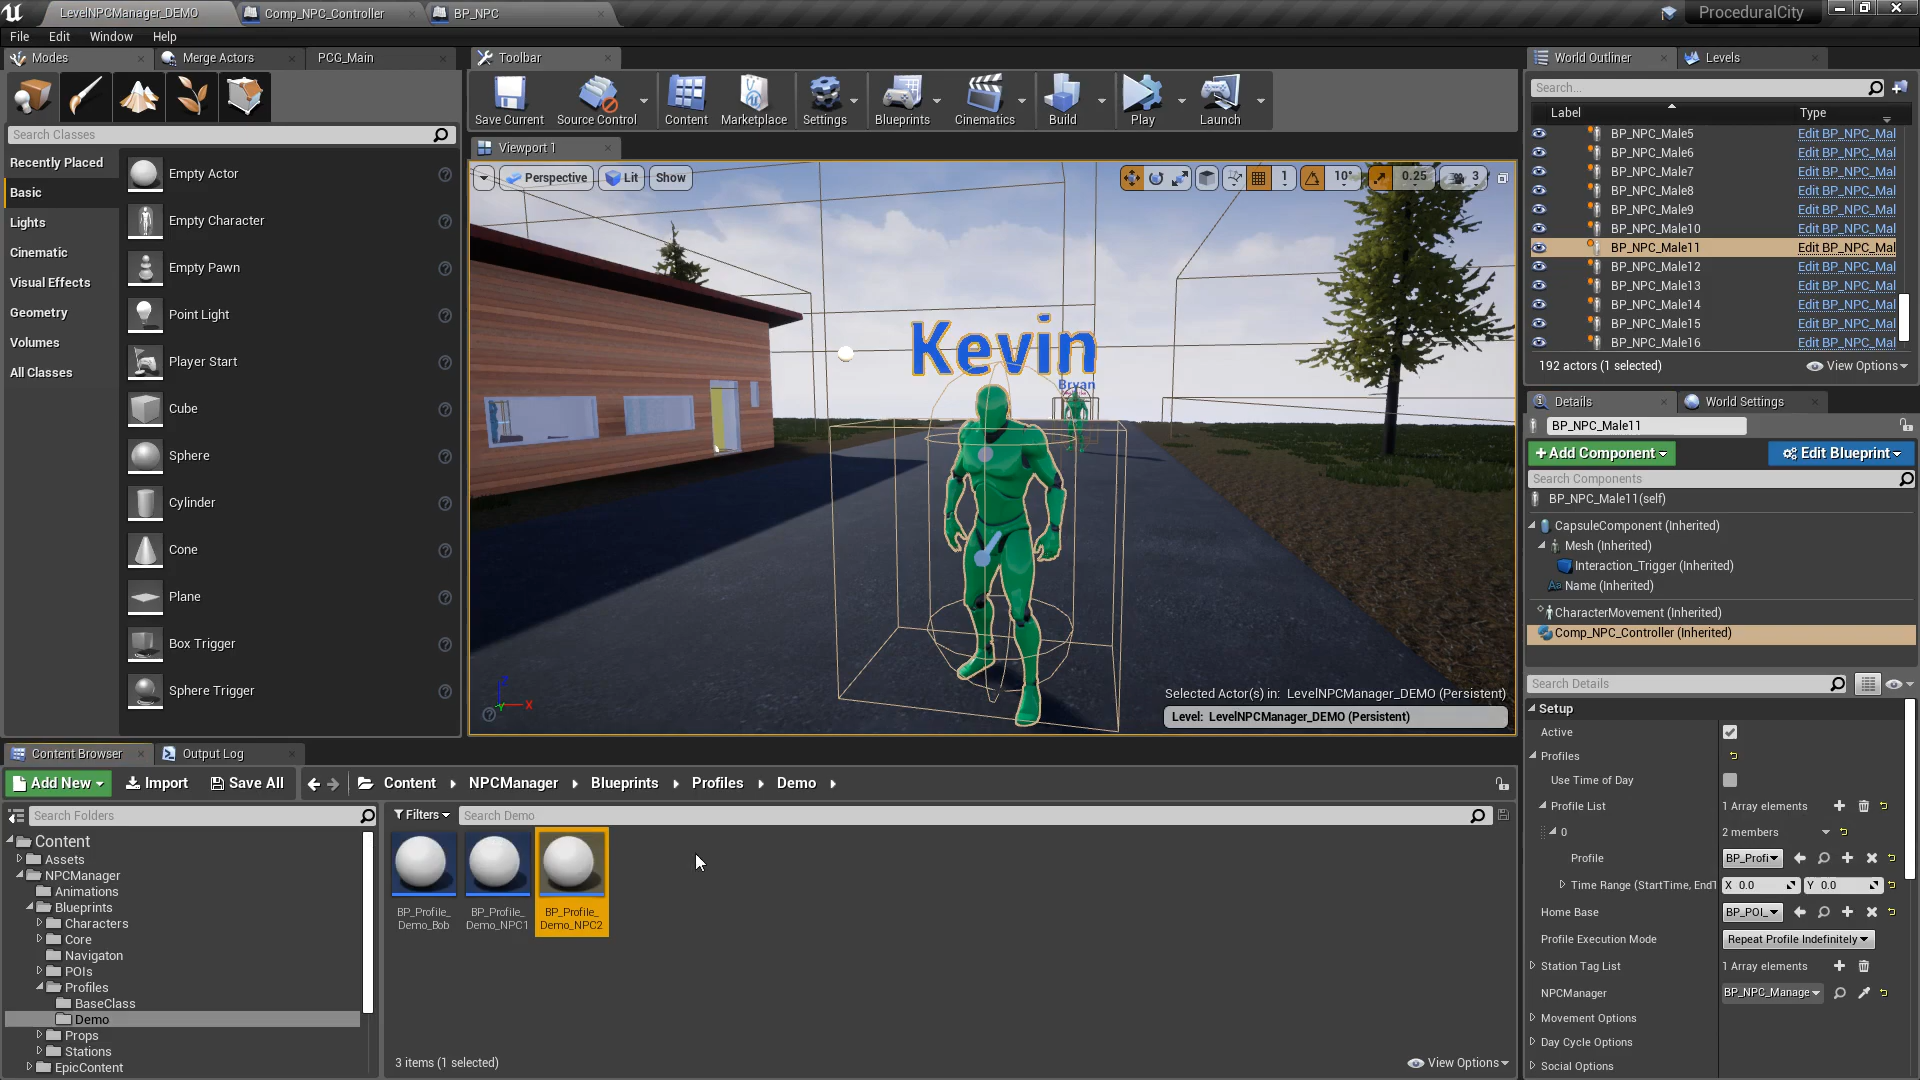 LevelNPCManager_DEMO
Comp_NPC_Controller
BP_NPC
ProceduralCity
File Edit Window Help
Modes
Merge Actors
PCG_Main
Search Classes
Recently Placed
Basic
Lights
Cinematic
Visual Effects
Geometry
Volumes
All Classes
Empty Actor
Empty Character
Empty Pawn
Point Light
Player Start
Cube
Sphere
Cylinder
Cone
Plane
Box Trigger
Sphere Trigger
Toolbar
Save Current
Source Control
Content
Marketplace
Settings
Blueprints
Cinematics
Build
Play
Launch
Viewport 1
Perspective
Lit
Show
1
10°
0.25
3
Kevin
Bryan
X
Selected Actor(s) in: LevelNPCManager_DEMO (Persistent)
Level: LevelNPCManager_DEMO (Persistent)
World Outliner
Levels
Search...
Label Type
BP_NPC_Male5 Edit BP_NPC_Mal
BP_NPC_Male6 Edit BP_NPC_Mal
BP_NPC_Male7 Edit BP_NPC_Mal
BP_NPC_Male8 Edit BP_NPC_Mal
BP_NPC_Male9 Edit BP_NPC_Mal
BP_NPC_Male10 Edit BP_NPC_Mal
BP_NPC_Male11 Edit BP_NPC_Mal
BP_NPC_Male12 Edit BP_NPC_Mal
BP_NPC_Male13 Edit BP_NPC_Mal
BP_NPC_Male14 Edit BP_NPC_Mal
BP_NPC_Male15 Edit BP_NPC_Mal
BP_NPC_Male16 Edit BP_NPC_Mal
192 actors (1 selected)
View Options
Details
World Settings
BP_NPC_Male11
+Add Component
Edit Blueprint
Search Components
BP_NPC_Male11(self)
CapsuleComponent (Inherited)
Mesh (Inherited)
Interaction_Trigger (Inherited)
Name (Inherited)
CharacterMovement (Inherited)
Comp_NPC_Controller (Inherited)
Search Details
Setup
Active
Profiles
Use Time of Day
Profile List 1 Array elements
0 2 members
Profile BP_Profi
Time Range (StartTime, EndT X 0.0 Y 0.0
Home Base BP_POI_
Profile Execution Mode Repeat Profile Indefinitely
Station Tag List 1 Array elements
NPCManager BP_NPC_Manage
Movement Options
Day Cycle Options
Social Options
Content Browser
Output Log
Add New
Import
Save All
Content
NPCManager
Blueprints
Profiles
Demo
Search Folders
Content
Assets
NPCManager
Animations
Blueprints
Characters
Core
Navigaton
POIs
Profiles
BaseClass
Demo
Props
Stations
EpicContent
Filters
Search Demo
BP_Profile_
Demo_Bob
BP_Profile_
Demo_NPC1
BP_Profile_
Demo_NPC2
3 items (1 selected)
View Options